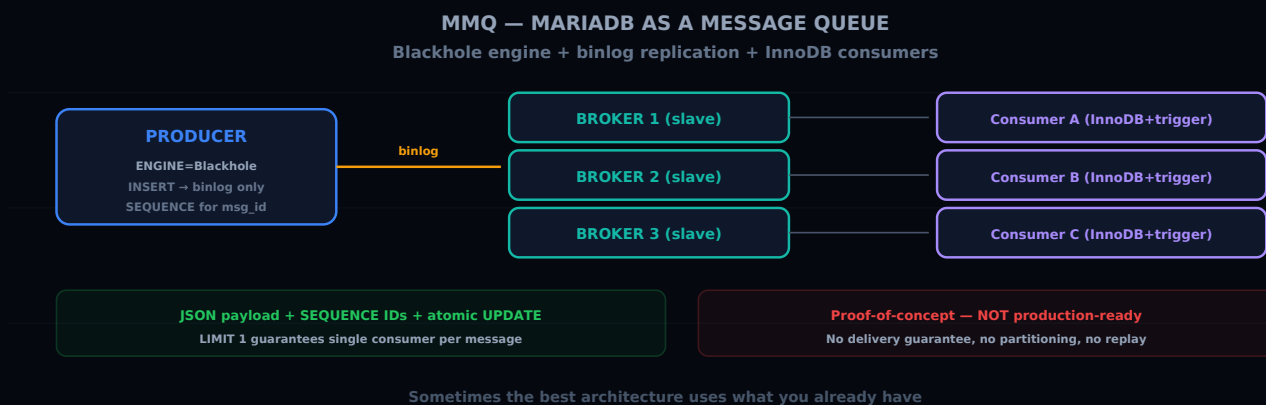 MMQ — MARIADB AS A MESSAGE QUEUE
Blackhole engine + binlog replication + InnoDB consumers
PRODUCER
ENGINE=Blackhole
INSERT → binlog only
SEQUENCE for msg_id
binlog
BROKER 1 (slave)
BROKER 2 (slave)
BROKER 3 (slave)
Consumer A (InnoDB+trigger)
Consumer B (InnoDB+trigger)
Consumer C (InnoDB+trigger)
JSON payload + SEQUENCE IDs + atomic UPDATE
LIMIT 1 guarantees single consumer per message
Proof-of-concept — NOT production-ready
No delivery guarantee, no partitioning, no replay
Sometimes the best architecture uses what you already have